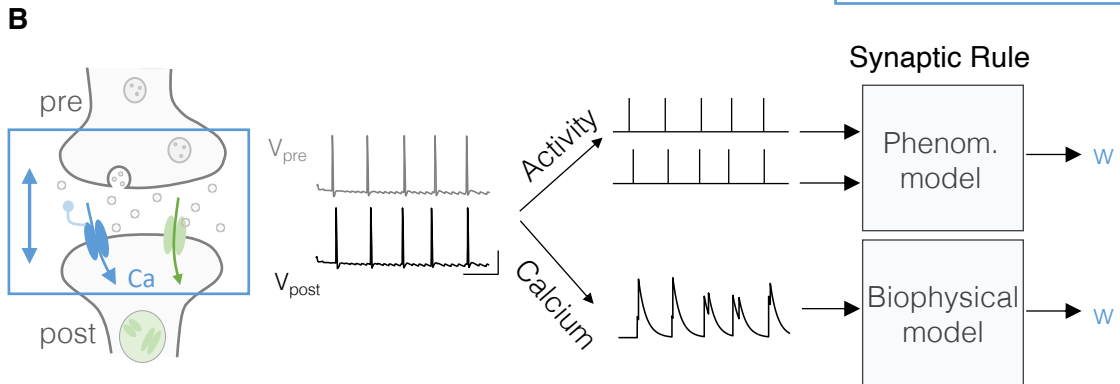 B
Synaptic Rule
pre
Vpre
Activity
Phenom.
model
w
Ca
Vpost
Calcium
Biophysical
model
w
post